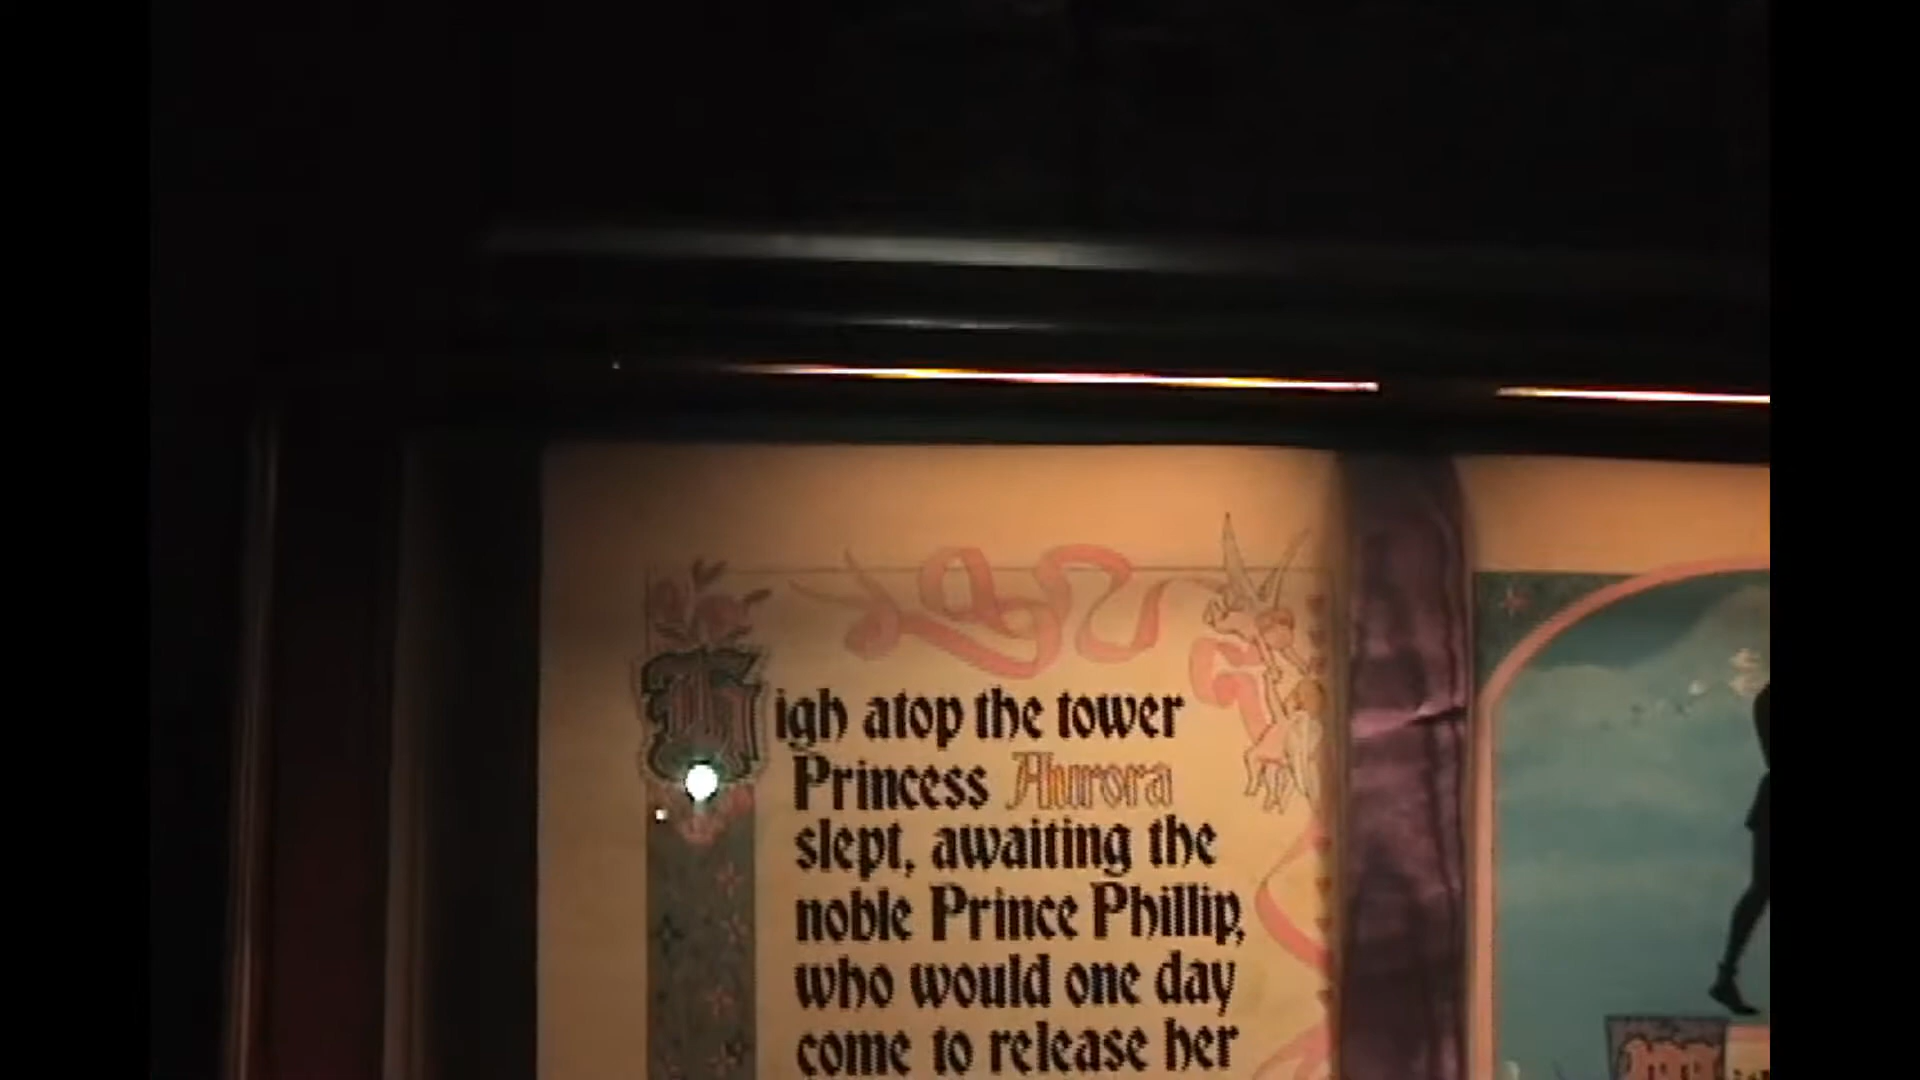 High atop the tower
Princess Aurora
slept, awaiting the
noble Prince Phillip,
who would one day
come to release her